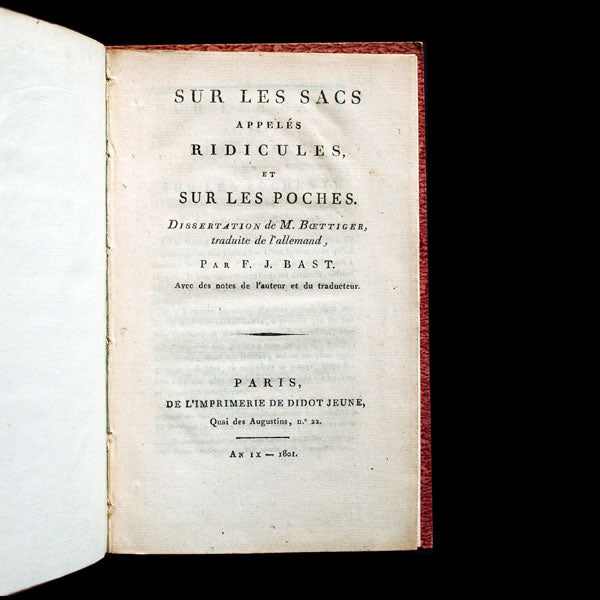 SUR LES SACS
APPELÉS
RIDICULES,
ET
SUR LES POCHES.
DISSERTATION de M. BŒTTIGER,
traduite de l'allemand,
PAR F. J. BAST.
Avec des notes de l'auteur et du traducteur.
PARIS,
DE L'IMPRIMERIE DE DIDOT JEUNE,
Quai des Augustins, n.º 22.
AN IX — 1801.